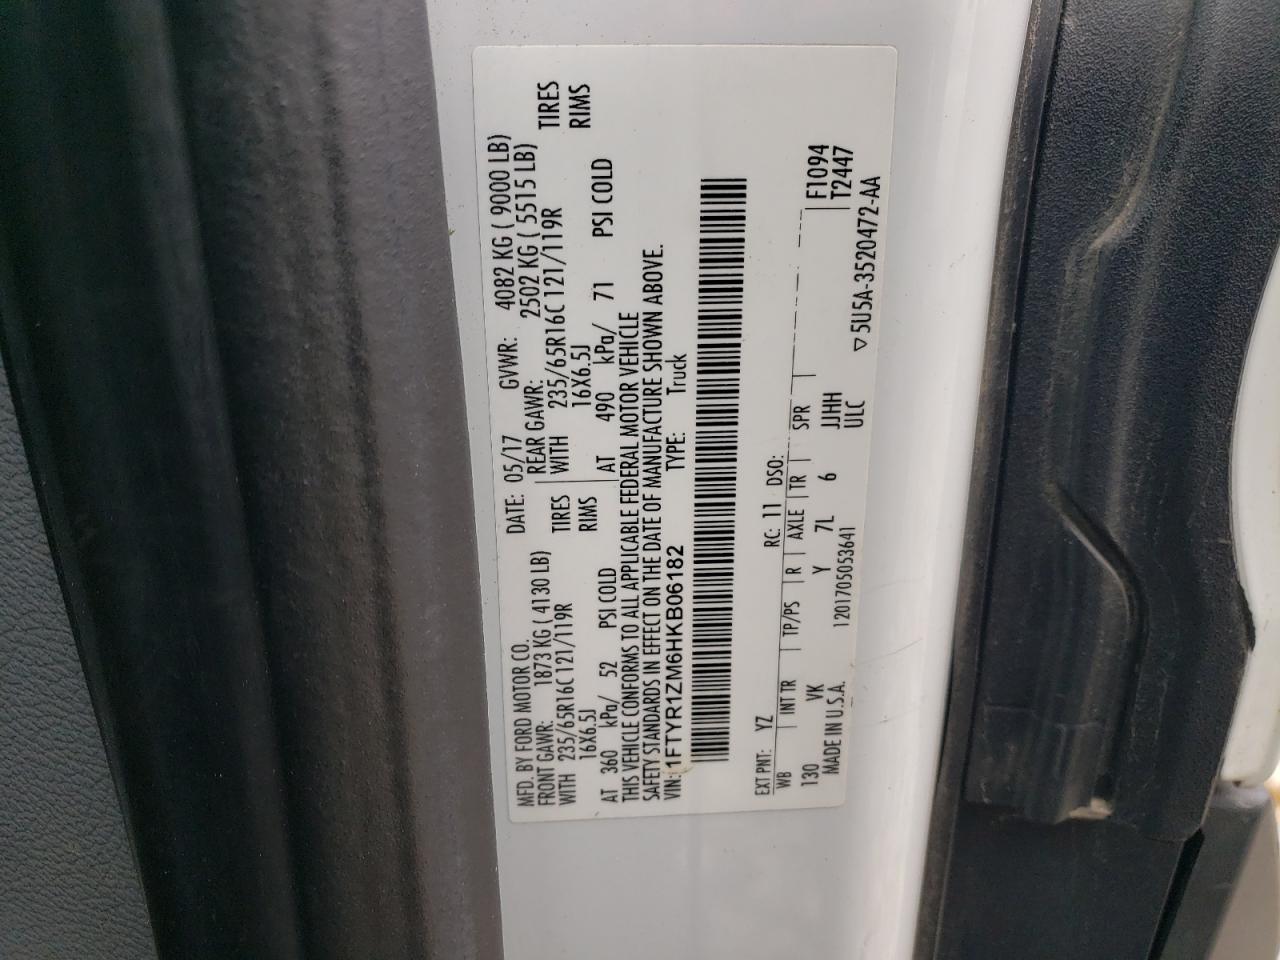 MFD. BY FORD MOTOR CO. DATE: 05/17 GVWR: 4082 KG ( 9000 LB)
FRONT GAWR: 1873 KG ( 4130 LB) REAR GAWR: 2502 KG ( 5515 LB)
WITH 235/65R16C 121/119R TIRES WITH 235/65R16C 121/119R TIRES
16X6.5J RIMS 16X6.5J RIMS
AT 360 kPa/ 52 PSI COLD AT 490 kPa/ 71 PSI COLD
THIS VEHICLE CONFORMS TO ALL APPLICABLE FEDERAL MOTOR VEHICLE
SAFETY STANDARDS IN EFFECT ON THE DATE OF MANUFACTURE SHOWN ABOVE.
VIN: 1FTYR1ZM6HKB06182 TYPE: Truck
EXT PNT: YZ RC: 11 DSO:
WB INT TR TP/PS R AXLE TR SPR F1094
130 VK Y 7L 6 JJHH T2447
MADE IN U.S.A. 120170505364​1 ULC
▽5U5A-3520472-AA